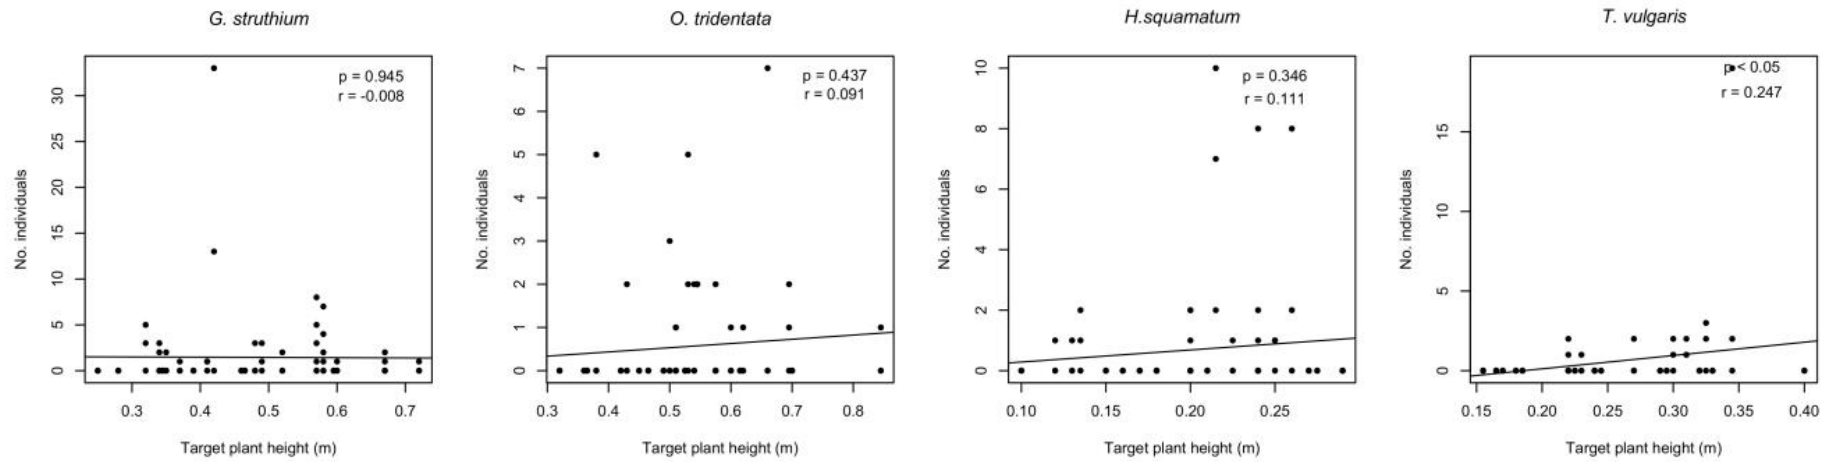 G. struthium
p = 0.945
r = -0.008
No. individuals
30
25
20
15
10
5
0
0.3 0.4 0.5 0.6 0.7
Target plant height (m)
O. tridentata
p = 0.437
r = 0.091
No. individuals
7
6
5
4
3
2
1
0
0.3 0.4 0.5 0.6 0.7 0.8
Target plant height (m)
H.squamatum
p = 0.346
r = 0.111
No. individuals
10
8
6
4
2
0
0.10 0.15 0.20 0.25
Target plant height (m)
T. vulgaris
p < 0.05
r = 0.247
No. individuals
15
10
5
0
0.15 0.20 0.25 0.30 0.35 0.40
Target plant height (m)